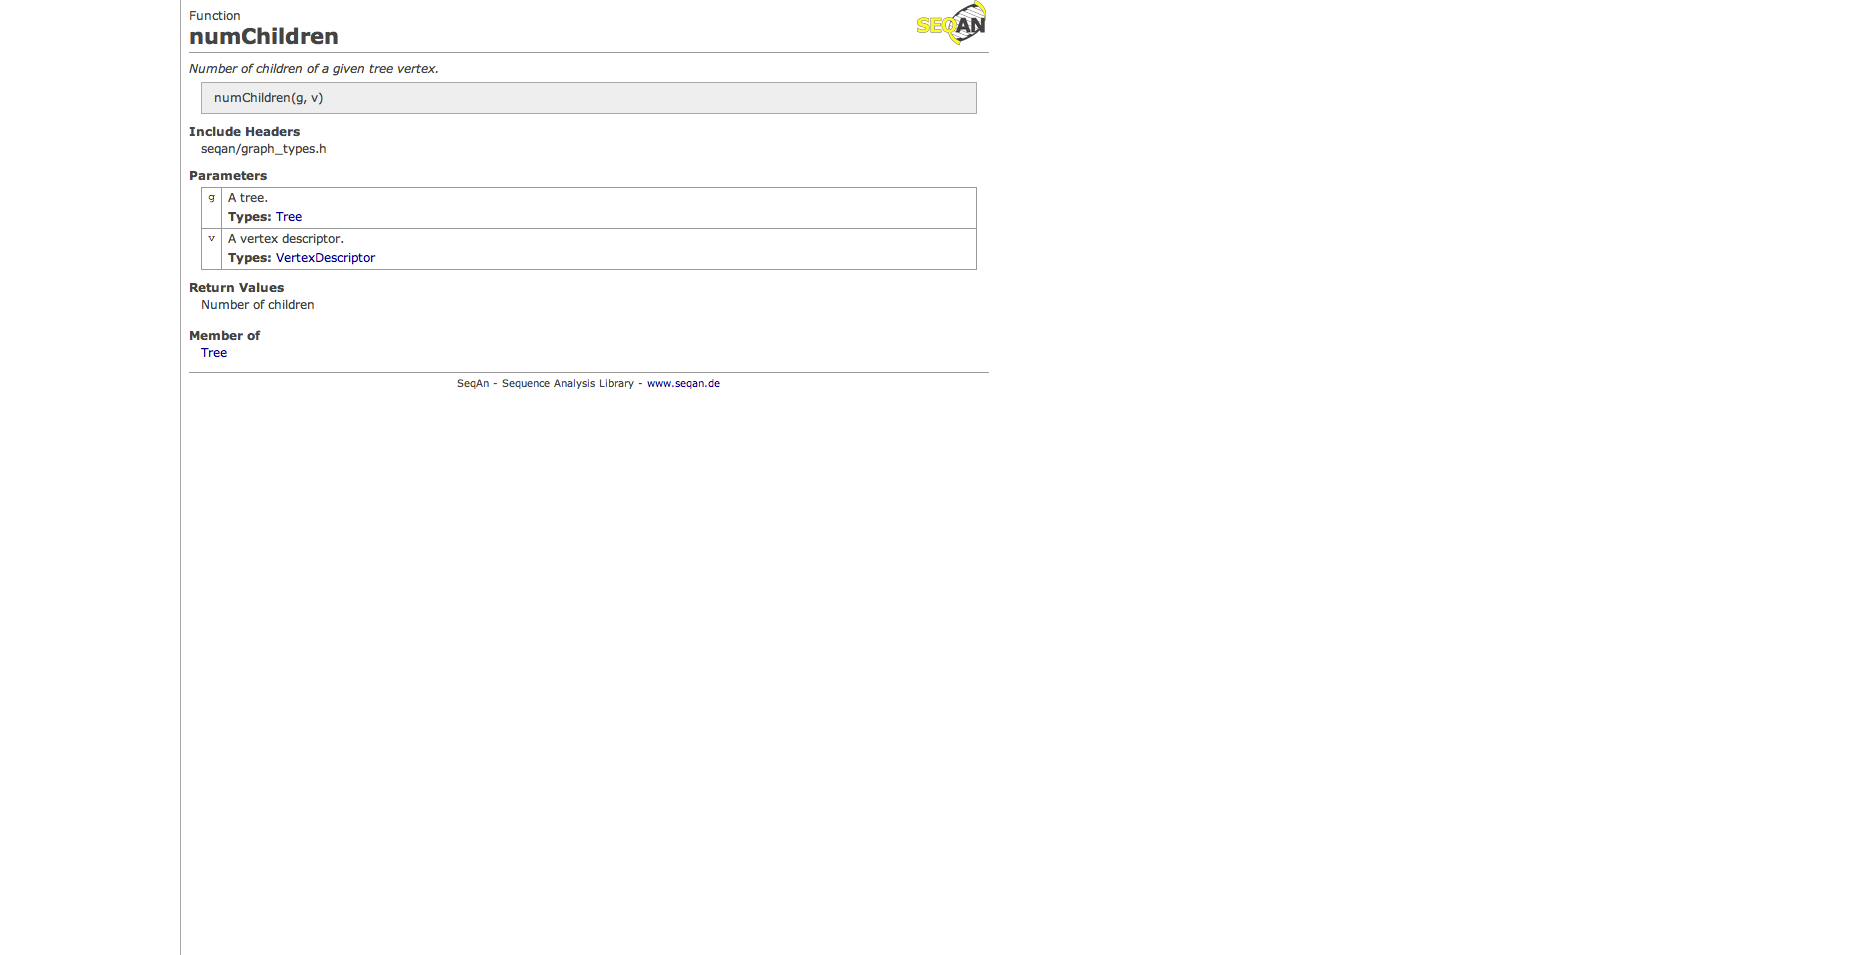 Function
numChildren
SEQAN
Number of children of a given tree vertex.
numChildren(g, v)
Include Headers
seqan/graph_types.h
Parameters
g A tree.
Types: Tree
v A vertex descriptor.
Types: VertexDescriptor
Return Values
Number of children
Member of
Tree
SeqAn - Sequence Analysis Library - www.seqan.de